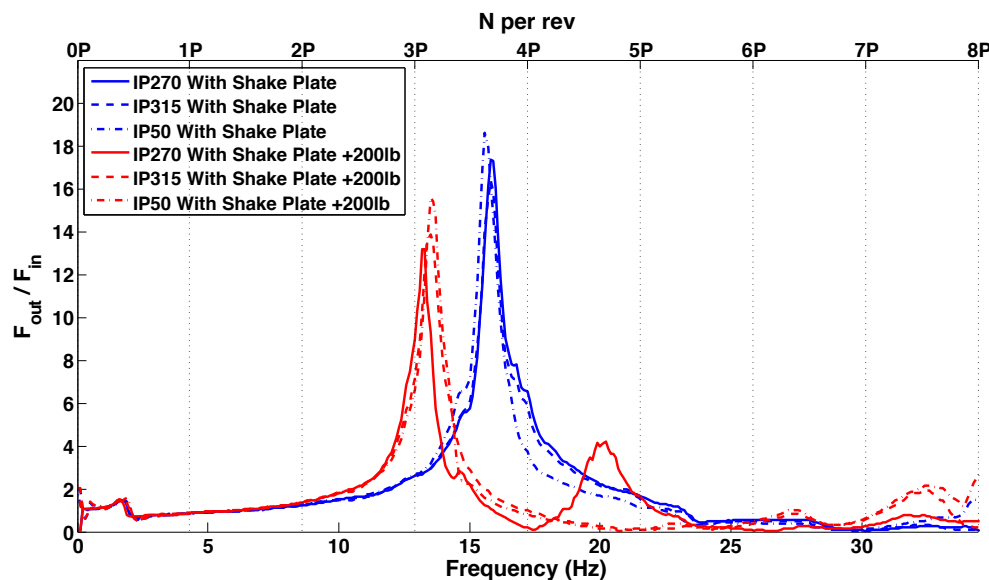 N per rev
0P 1P 2P 3P 4P 5P 6P 7P 8P
IP270 With Shake Plate
IP315 With Shake Plate
IP50 With Shake Plate
IP270 With Shake Plate +200lb
IP315 With Shake Plate +200lb
IP50 With Shake Plate +200lb
20
18
16
14
12
10
8
6
4
2
0
F_out / F_in
0 5 10 15 20 25 30
Frequency (Hz)